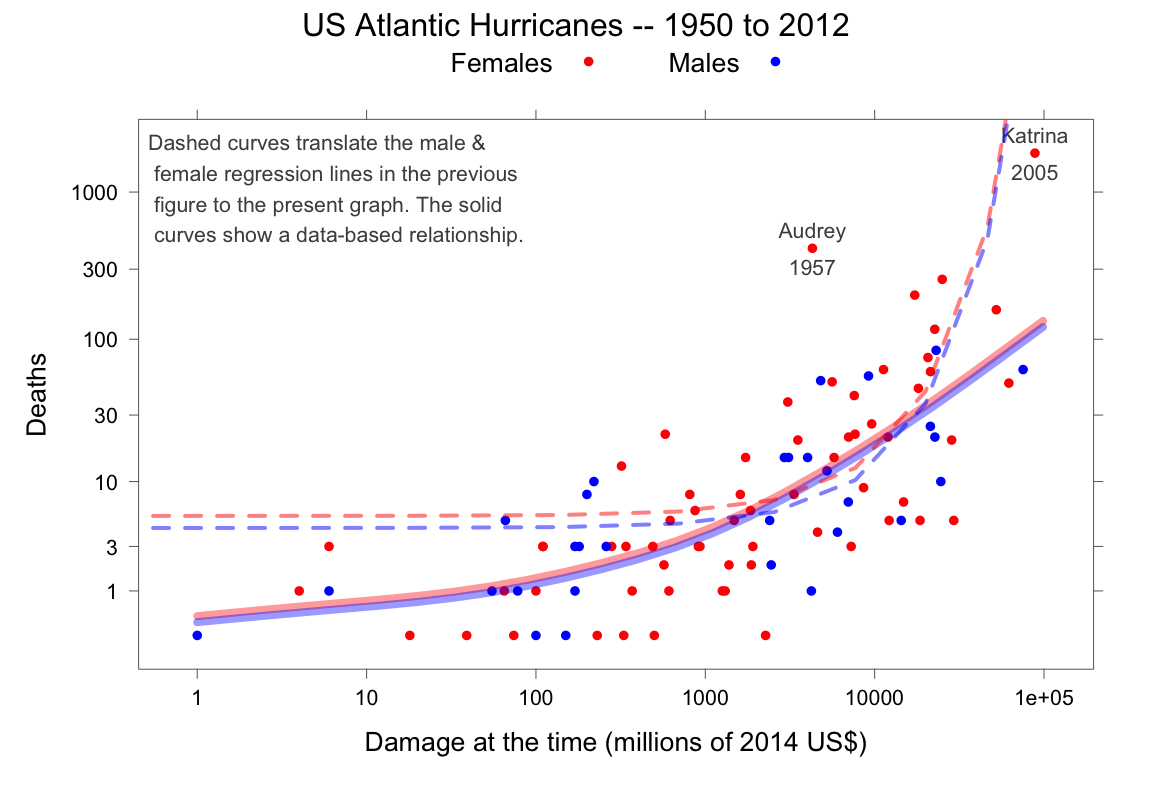 US Atlantic Hurricanes -- 1950 to 2012
Females
Males
Dashed curves translate the male &
female regression lines in the previous
figure to the present graph. The solid
curves show a data-based relationship.
Katrina
2005
Audrey
1957
Deaths
1000
300
100
30
10
3
1
1
10
100
1000
10000
1e+05
Damage at the time (millions of 2014 US$)